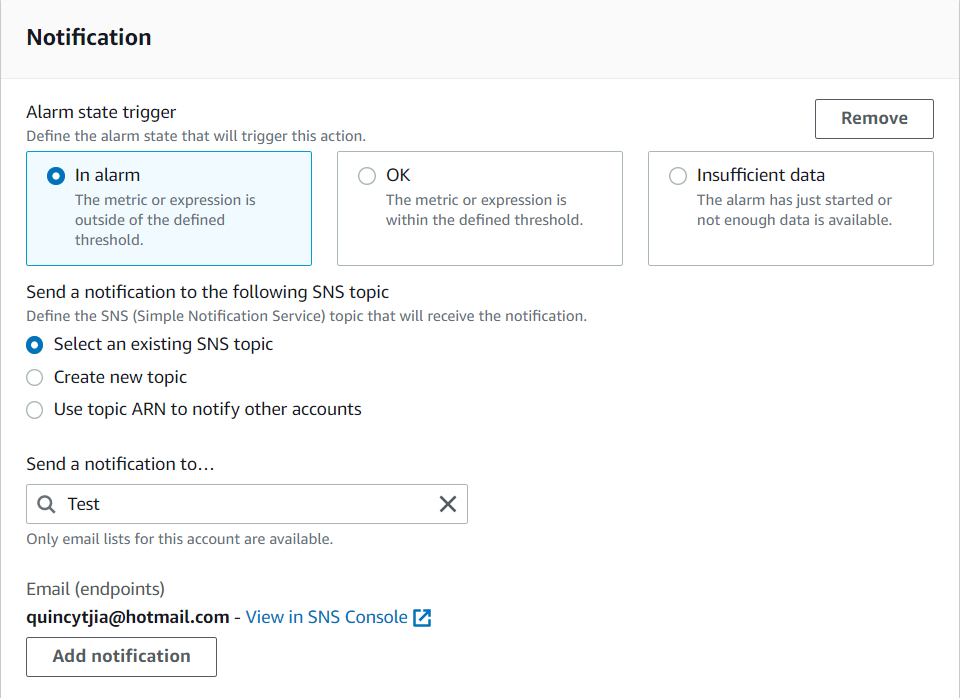 Notification
Alarm state trigger
Define the alarm state that will trigger this action.
Remove
In alarm
The metric or expression is
outside of the defined
threshold.
OK
The metric or expression is
within the defined threshold.
Insufficient data
The alarm has just started or
not enough data is available.
Send a notification to the following SNS topic
Define the SNS (Simple Notification Service) topic that will receive the notification.
Select an existing SNS topic
Create new topic
Use topic ARN to notify other accounts
Send a notification to…
Test
Only email lists for this account are available.
Email (endpoints)
quincytjia@hotmail.com - View in SNS Console
Add notification